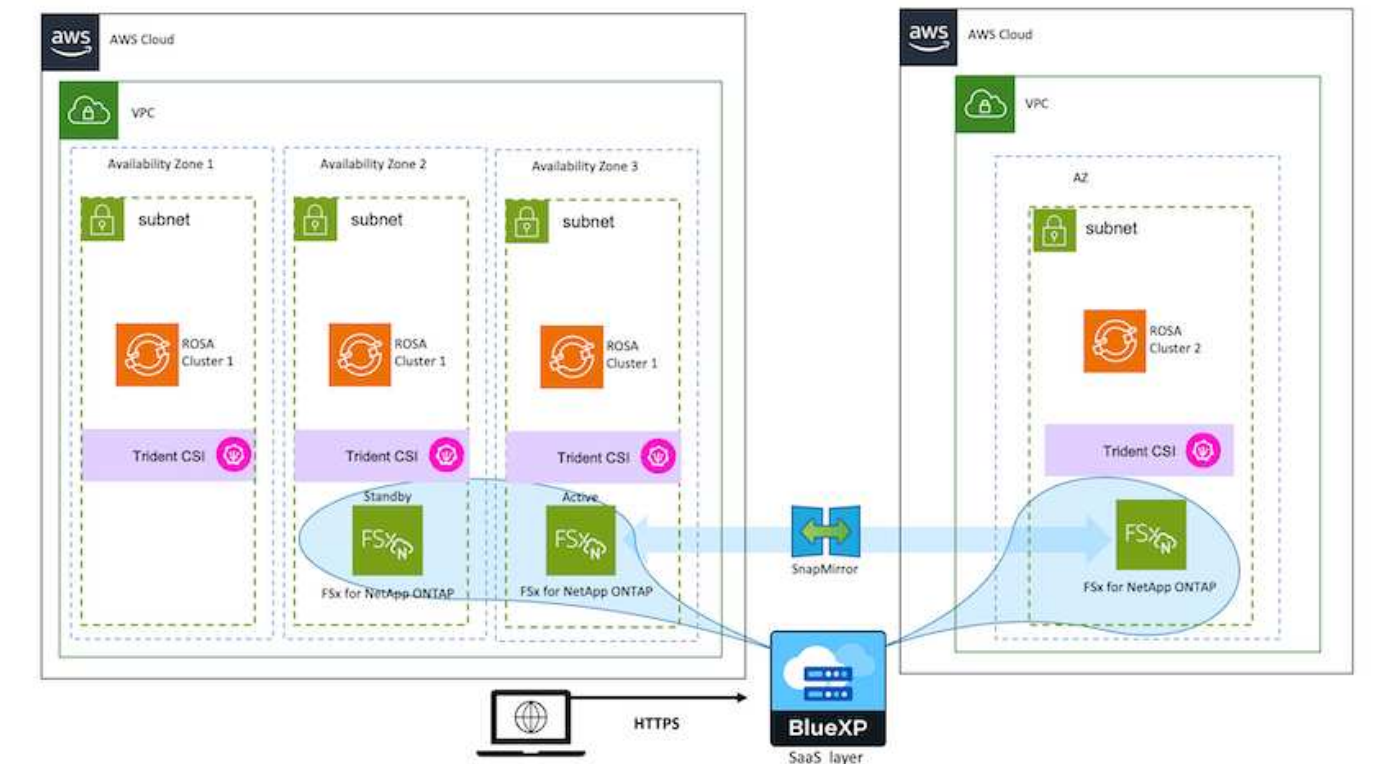 aws
AWS Cloud
VPC
Availability Zone 1
subnet
ROSA
Cluster 1
Trident CSI
Availability Zone 2
subnet
ROSA
Cluster 1
Trident CSI
Standby
FSx N
FSx for NetApp ONTAP
Availability Zone 3
subnet
ROSA
Cluster 1
Trident CSI
Active
FSx N
FSx for NetApp ONTAP
SnapMirror
aws
AWS Cloud
VPC
AZ
subnet
ROSA
Cluster 2
Trident CSI
FSx N
FSx for NetApp ONTAP
HTTPS
BlueXP
SaaS layer